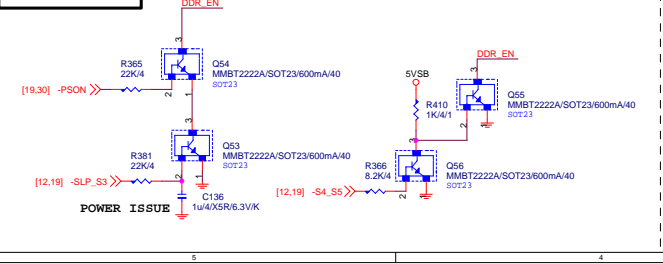 DDR_EN
3
R365
22K/4
Q54
MMBT2222A/SOT23/600mA/40
SOT23
[19,30] -PSON
2
1
3
R381
22K/4
Q53
MMBT2222A/SOT23/600mA/40
SOT23
[12,19] -SLP_S3
2
1
C136
1u/4/X5R/6.3V/K
POWER ISSUE
DDR_EN
5VSB
3
Q55
MMBT2222A/SOT23/600mA/40
SOT23
R410
1K/4/1
2
1
3
R366
8.2K/4
Q56
MMBT2222A/SOT23/600mA/40
SOT23
[12,19] -S4_S5
2
1
5
4